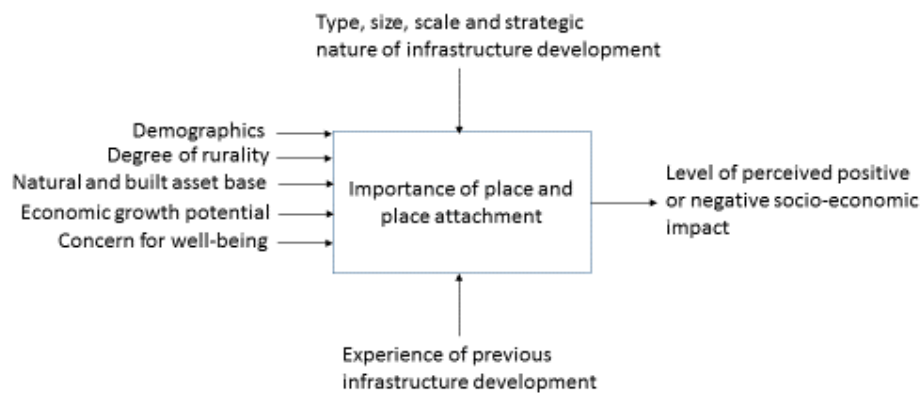 Type, size, scale and strategic
nature of infrastructure development
Demographics
Degree of rurality
Natural and built asset base
Economic growth potential
Concern for well-being
Importance of place and
place attachment
Level of perceived positive
or negative socio-economic
impact
Experience of previous
infrastructure development